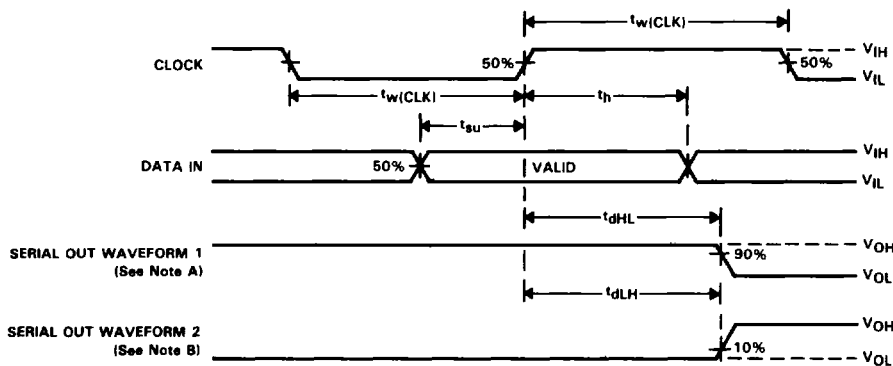 tw(CLK)
CLOCK
50%
50%
VIH
VIL
tw(CLK)
th
tsu
DATA IN
50%
VALID
VIH
VIL
tdHL
SERIAL OUT WAVEFORM 1
(See Note A)
90%
VOH
VOL
tdLH
SERIAL OUT WAVEFORM 2
(See Note B)
10%
VOH
VOL